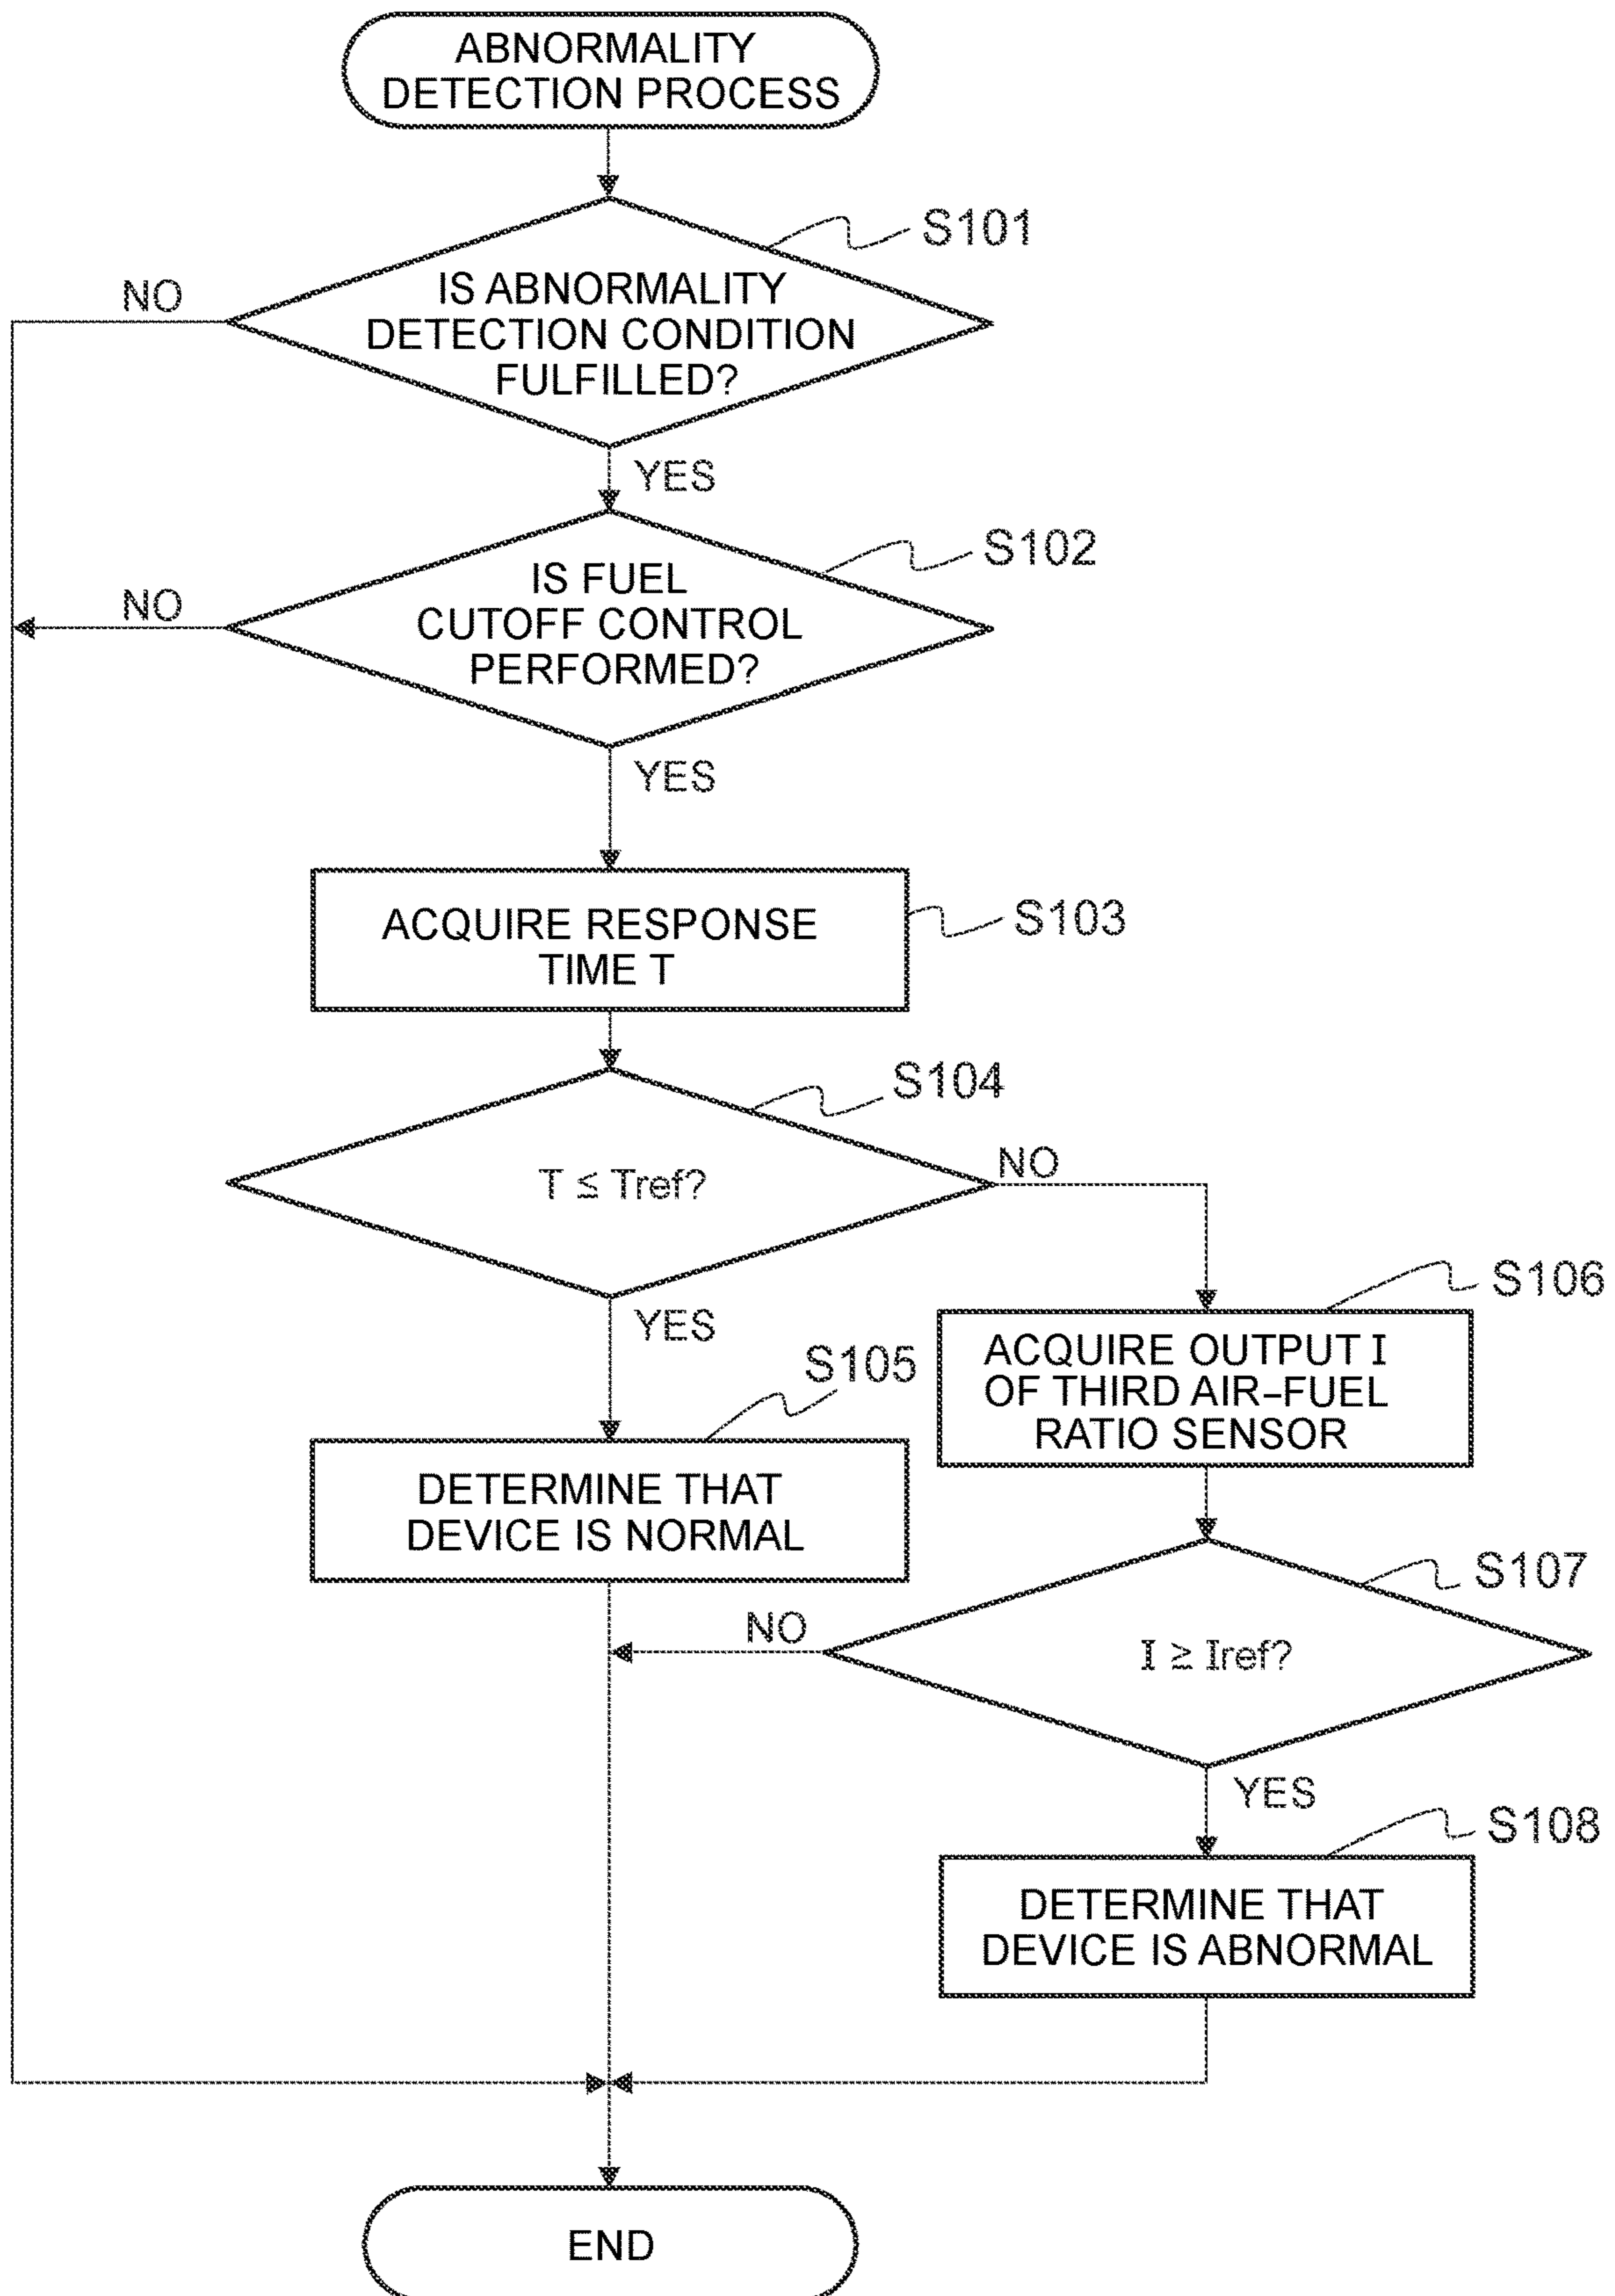 ABNORMALITY
DETECTION PROCESS
S101
IS ABNORMALITY
DETECTION CONDITION
FULFILLED?
NO
YES
S102
IS FUEL
CUTOFF CONTROL
PERFORMED?
NO
YES
S103
ACQUIRE RESPONSE
TIME T
S104
T ≦ Tref?
NO
YES
S105
DETERMINE THAT
DEVICE IS NORMAL
S106
ACQUIRE OUTPUT I
OF THIRD AIR–FUEL
RATIO SENSOR
S107
I ≧ Iref?
NO
YES
S108
DETERMINE THAT
DEVICE IS ABNORMAL
END